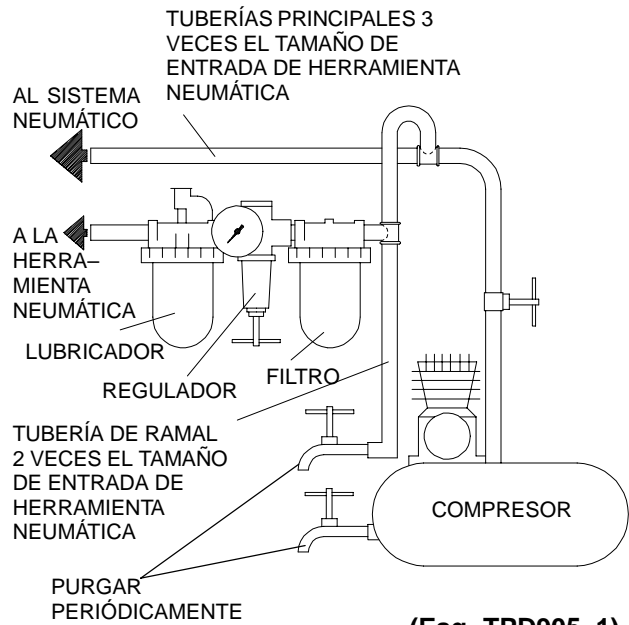 TUBERÍAS PRINCIPALES 3
VECES EL TAMAÑO DE
ENTRADA DE HERRAMIENTA
NEUMÁTICA
AL SISTEMA
NEUMÁTICO
A LA
HERRA–
MIENTA
NEUMÁTICA
LUBRICADOR
REGULADOR
FILTRO
TUBERÍA DE RAMAL
2 VECES EL TAMAÑO
DE ENTRADA DE
HERRAMIENTA
NEUMÁTICA
COMPRESOR
PURGAR
PERIÓDICAMENTE